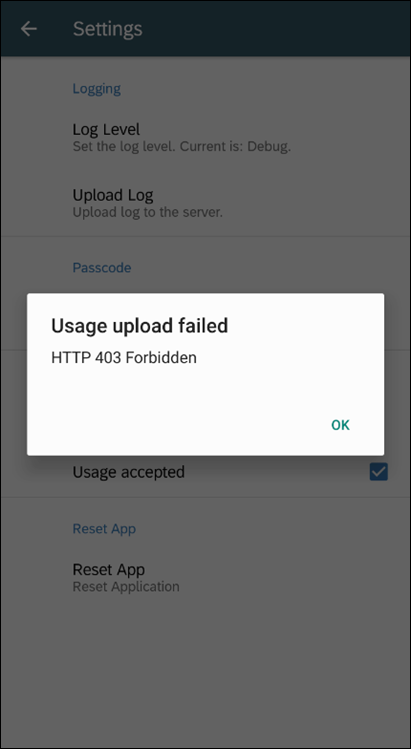 Settings
Logging
Log Level
Set the log level. Current is: Debug.
Upload Log
Upload log to the server.
Passcode
Usage upload failed
HTTP 403 Forbidden
OK
Usage accepted
Reset App
Reset App
Reset Application